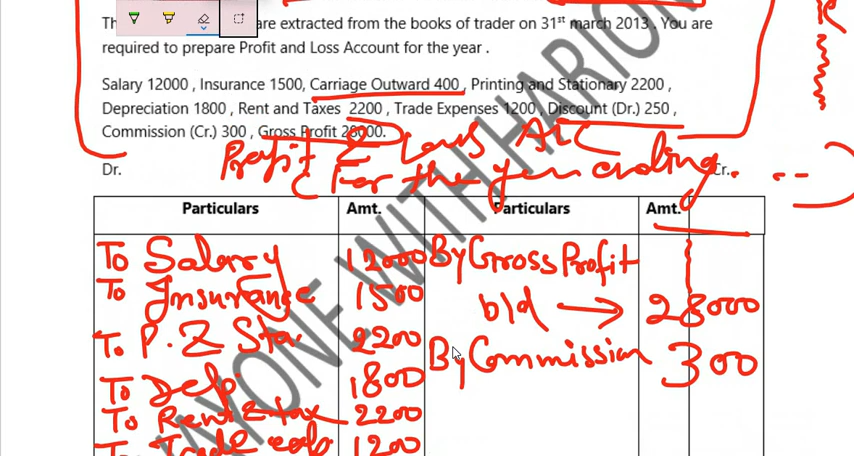 Th are extracted from the books of trader on 31st march 2013 . You are
required to prepare Profit and Loss Account for the year .
Salary 12000 , Insurance 1500, Carriage Outward 400 , Printing and Stationary 2200 ,
Depreciation 1800 , Rent and Taxes 2200 , Trade Expenses 1200 , Discount (Dr.) 250 ,
Commission (Cr.) 300 , Gross Profit 28000.
Profit & Loss A/C
Dr. (For the year ending. ---) Cr.
Particulars Amt. Particulars Amt.
To Salary 12000 By Gross Profit
To Insurance 1500 b/d → 28000
To P. & Sta. 2200 By Commission 300
To Dep 1800
To Rent & tax 2200
To Trade exp 1200